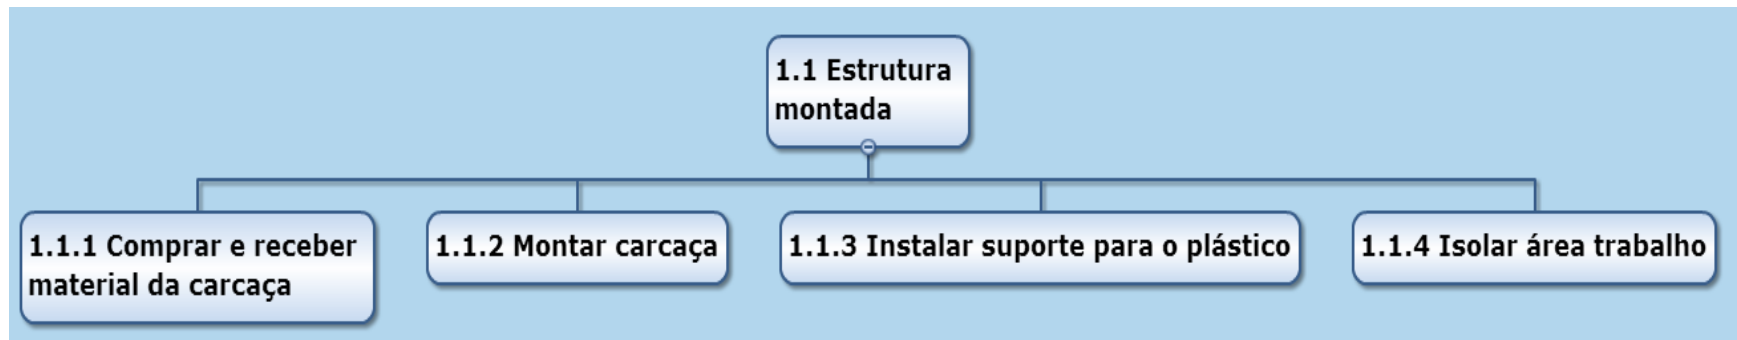 1.1 Estrutura
montada
1.1.1 Comprar e receber
material da carcaça
1.1.2 Montar carcaça
1.1.3 Instalar suporte para o plástico
1.1.4 Isolar área trabalho